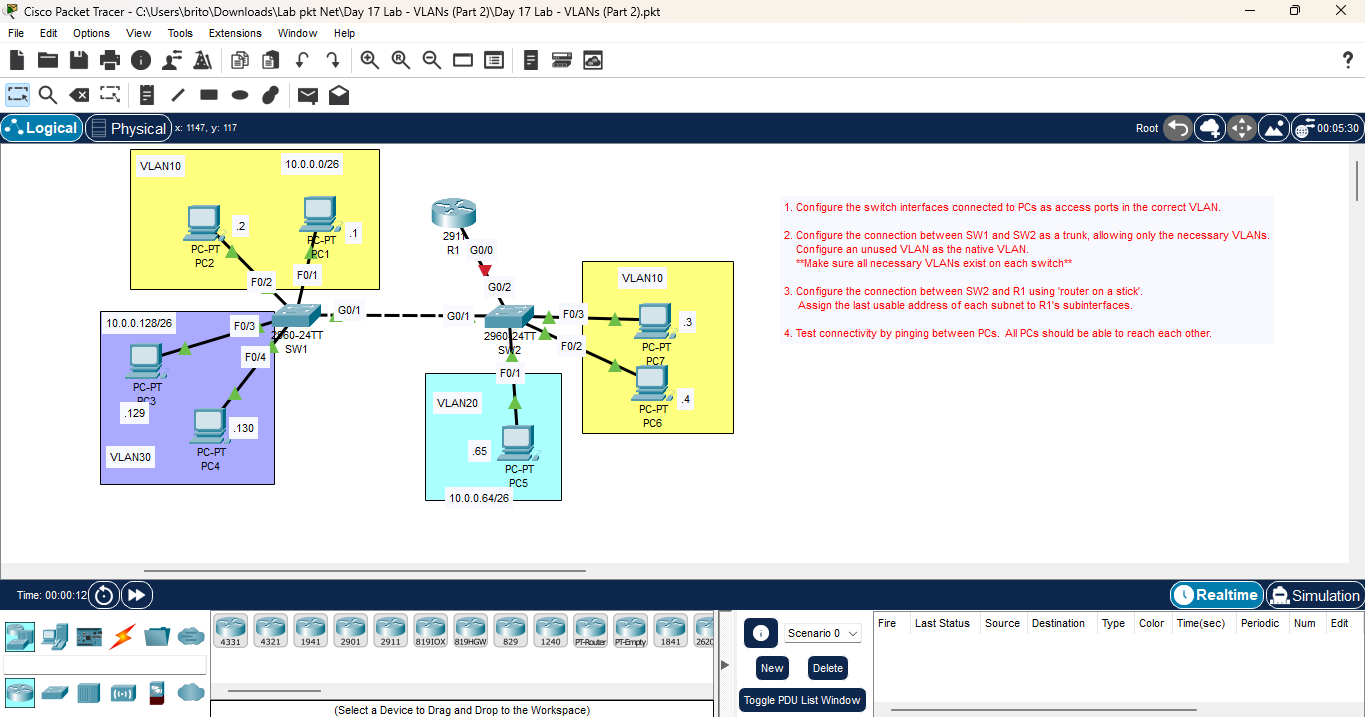 Cisco Packet Tracer - C:\Users\brito\Downloads\Lab pkt Net\Day 17 Lab - VLANs (Part 2)\Day 17 Lab - VLANs (Part 2).pkt
File Edit Options View Tools Extensions Window Help
Logical Physical x: 1147, y: 117 Root 00:05:30
VLAN10 10.0.0.0/26
.2
.1
PC-PT
PC2
PC-PT
PC1
F0/2
F0/1
10.0.0.128/26
F0/3
F0/4
2960-24TT
SW1
G0/1
PC-PT
PC3
.129
.130
PC-PT
PC4
VLAN30
2911
R1
G0/0
G0/2
G0/1
2960-24TT
SW2
F0/3
F0/2
F0/1
VLAN10
.3
PC-PT
PC7
.4
PC-PT
PC6
VLAN20
.65
PC-PT
PC5
10.0.0.64/26
1. Configure the switch interfaces connected to PCs as access ports in the correct VLAN.
2. Configure the connection between SW1 and SW2 as a trunk, allowing only the necessary VLANs.
Configure an unused VLAN as the native VLAN.
**Make sure all necessary VLANs exist on each switch**
3. Configure the connection between SW2 and R1 using 'router on a stick'.
Assign the last usable address of each subnet to R1's subinterfaces.
4. Test connectivity by pinging between PCs. All PCs should be able to reach each other.
Time: 00:00:12 Realtime Simulation
4331 4321 1941 2901 2911 819IOX 819HGW 829 1240 PT-Router PT-Empty 1841 2620
(Select a Device to Drag and Drop to the Workspace)
Scenario 0
New Delete
Toggle PDU List Window
Fire Last Status Source Destination Type Color Time(sec) Periodic Num Edit